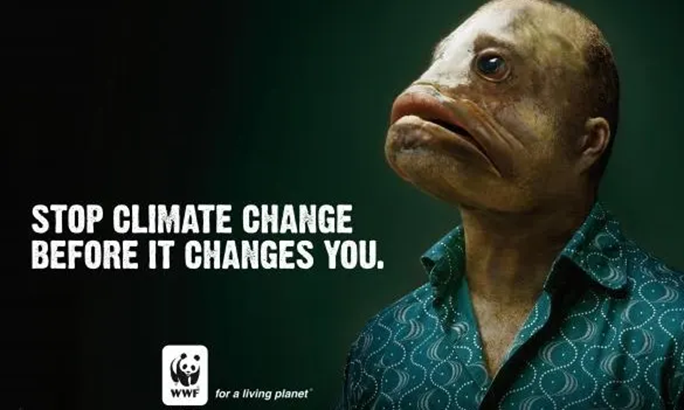 STOP CLIMATE CHANGE
BEFORE IT CHANGES YOU.
WWF
for a living planet®